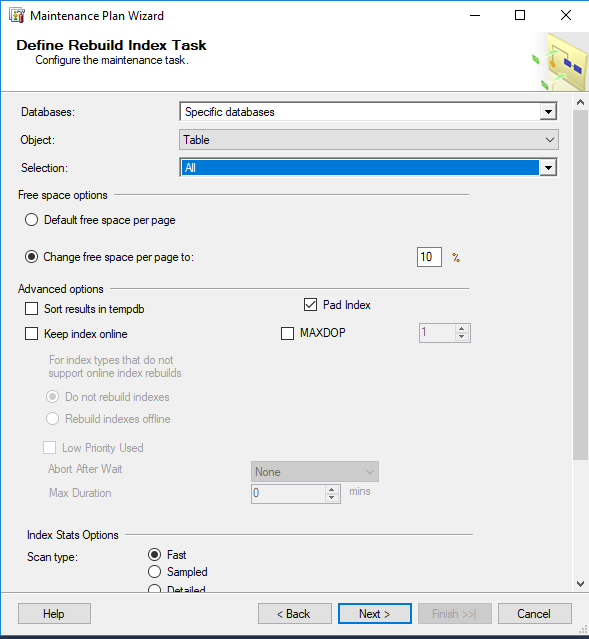 Maintenance Plan Wizard
Define Rebuild Index Task
Configure the maintenance task.
Databases: Specific databases
Object: Table
Selection: All
Free space options
Default free space per page
Change free space per page to: 10 %
Advanced options
Sort results in tempdb Pad Index
Keep index online MAXDOP 1
For index types that do not
support online index rebuilds
Do not rebuild indexes
Rebuild indexes offline
Low Priority Used
Abort After Wait None
Max Duration 0 mins
Index Stats Options
Scan type: Fast
Sampled
Detailed
Help < Back Next > Finish >>| Cancel